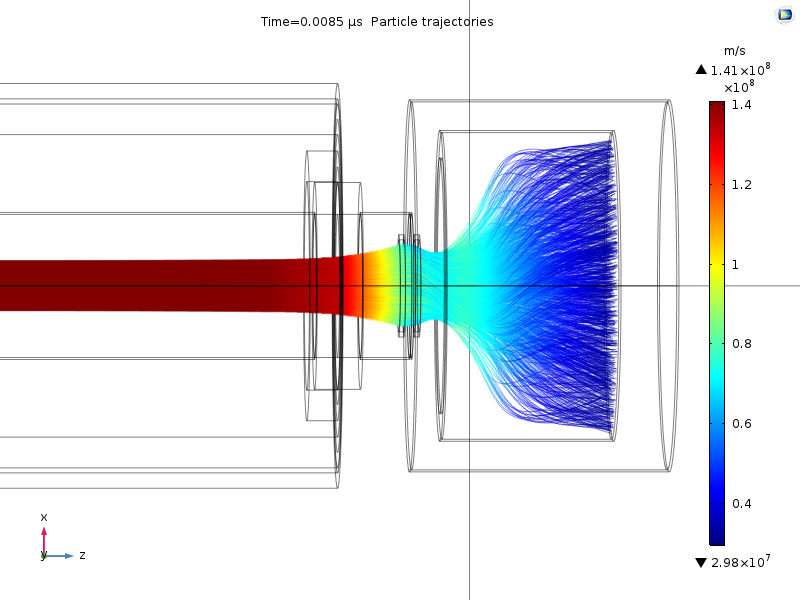 Time=0.0085 µs  Particle trajectories
m/s
▲ 1.41×10⁸
×10⁸
1.4
1.2
1
0.8
0.6
0.4
▼ 2.98×10⁷
x
y z